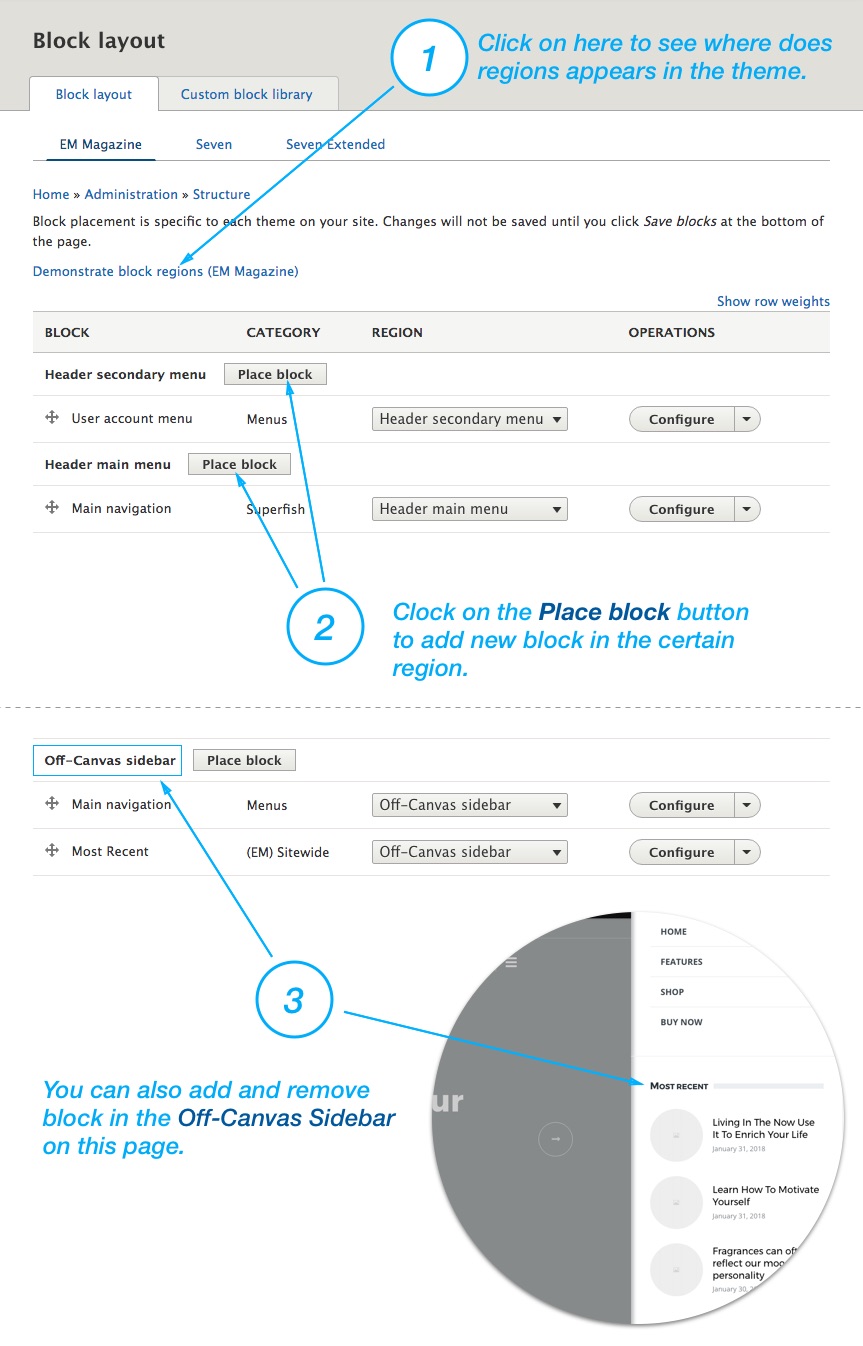 Block layout
1
Click on here to see where does
regions appears in the theme.
Block layout
Custom block library
EM Magazine
Seven
Seven Extended
Home » Administration » Structure
Block placement is specific to each theme on your site. Changes will not be saved until you click Save blocks at the bottom of
the page.
Demonstrate block regions (EM Magazine)
Show row weights
BLOCK CATEGORY REGION OPERATIONS
Header secondary menu Place block
User account menu Menus Header secondary menu Configure
Header main menu Place block
Main navigation Superfish Header main menu Configure
2
Clock on the Place block button
to add new block in the certain
region.
Off-Canvas sidebar Place block
Main navigation Menus Off-Canvas sidebar Configure
Most Recent (EM) Sitewide Off-Canvas sidebar Configure
3
You can also add and remove
block in the Off-Canvas Sidebar
on this page.
ur
HOME
FEATURES
SHOP
BUY NOW
MOST RECENT
Living In The Now Use
It To Enrich Your Life
January 31, 2018
Learn How To Motivate
Yourself
January 31, 2018
Fragrances can
reflect our
personality
January 30,